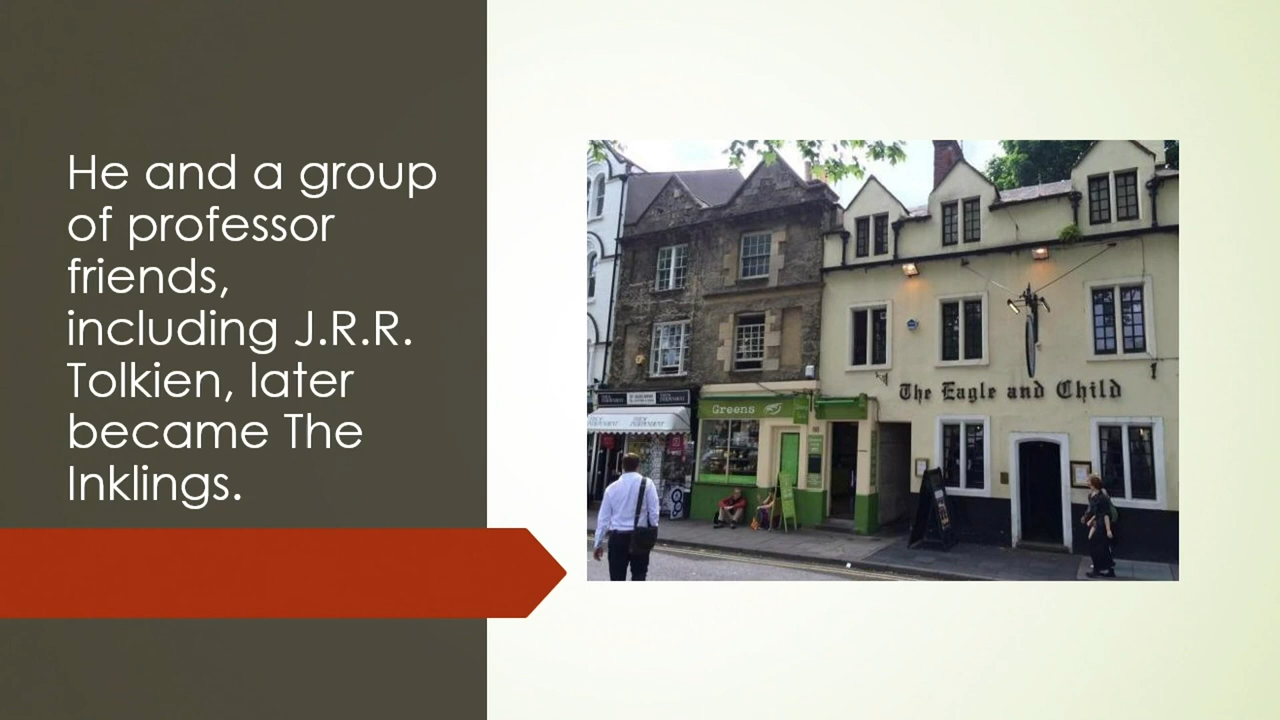 He and a group
of professor
friends,
including J.R.R.
Tolkien, later
became The
Inklings.
Greens
The Eagle and Child